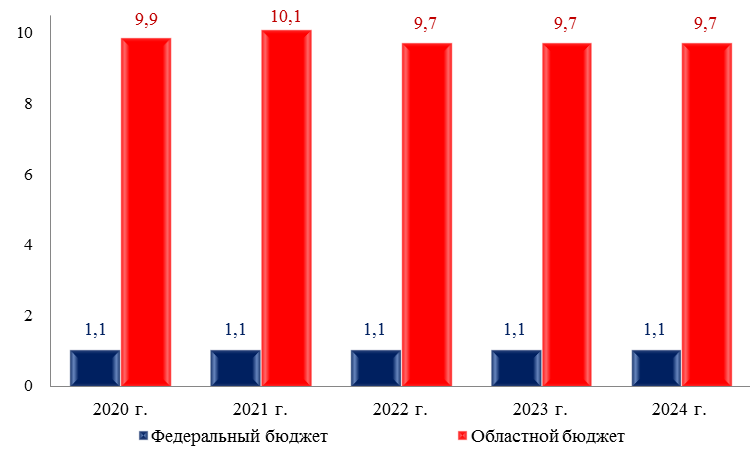 9,9
10,1
9,7
9,7
9,7
10
8
6
4
2
0
1,1
1,1
1,1
1,1
1,1
2020 г.
2021 г.
2022 г.
2023 г.
2024 г.
Федеральный бюджет
Областной бюджет